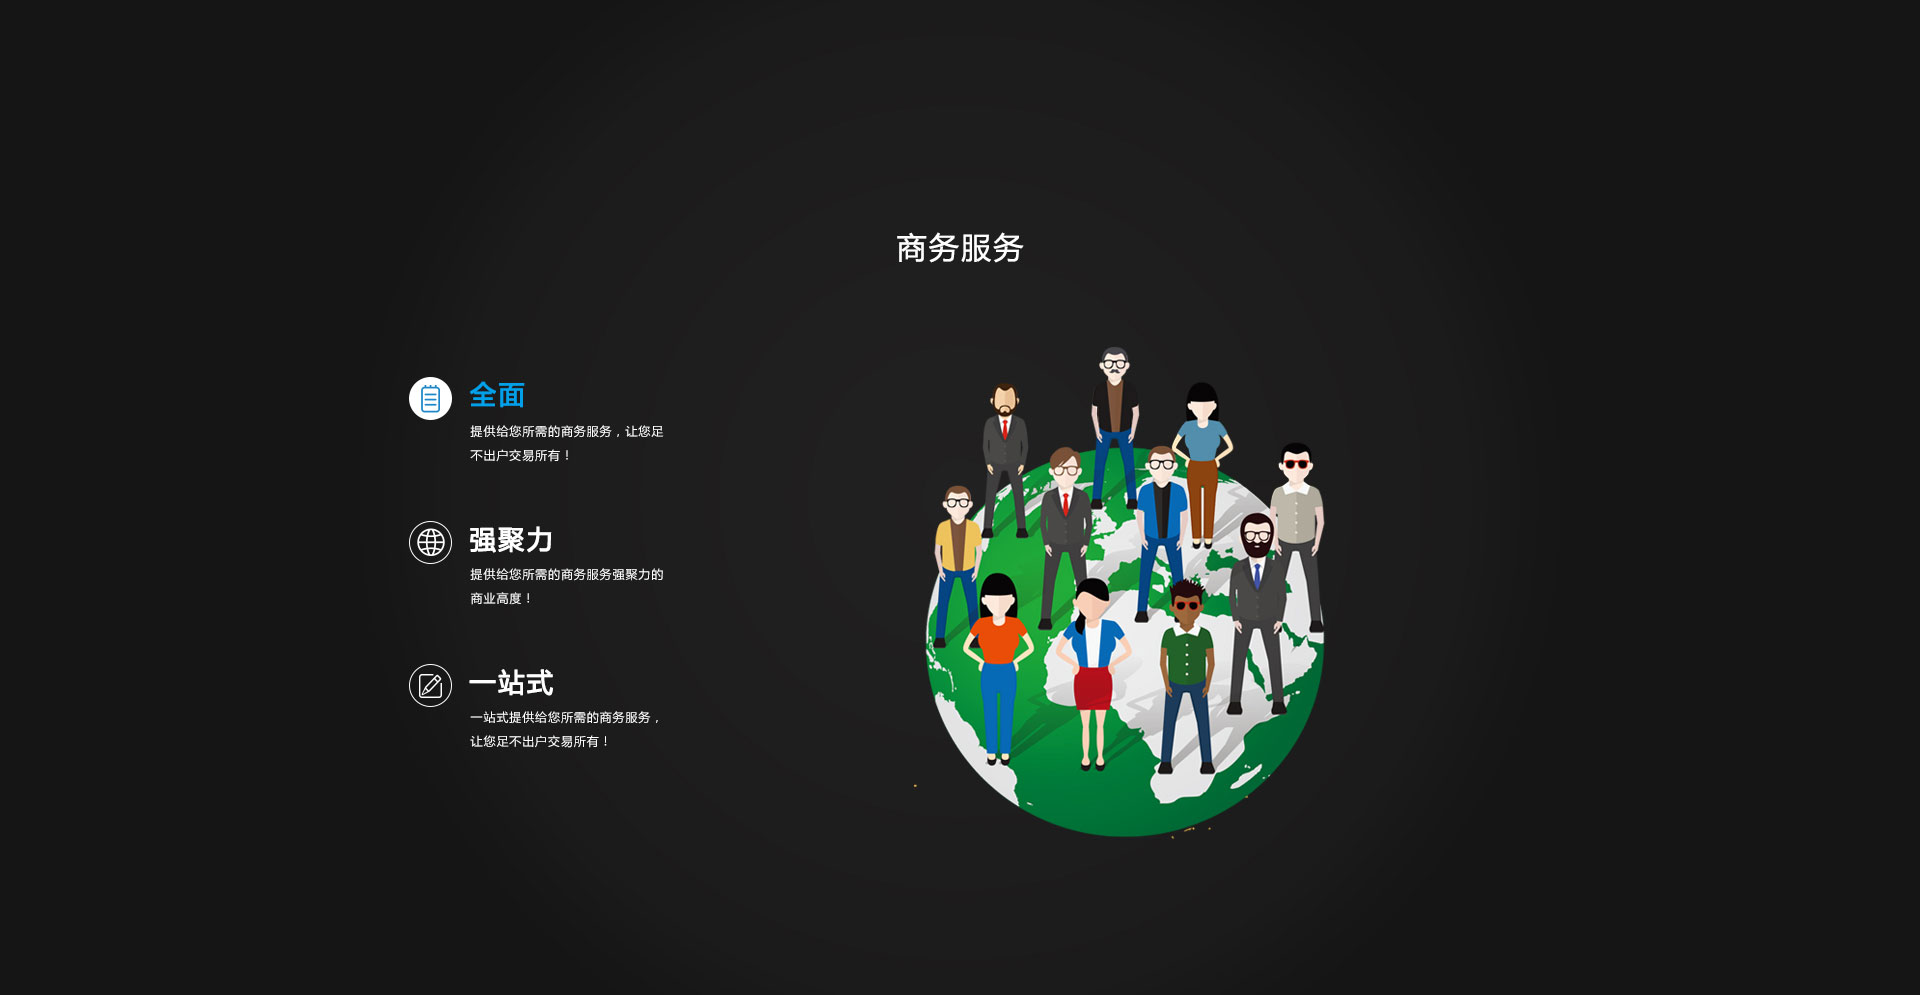 商务服务
全面
提供给您所需的商务服务，让您足
不出户交易所有！
强聚力
提供给您所需的商务服务强聚力的
商业高度！
一站式
一站式提供给您所需的商务服务，
让您足不出户交易所有！